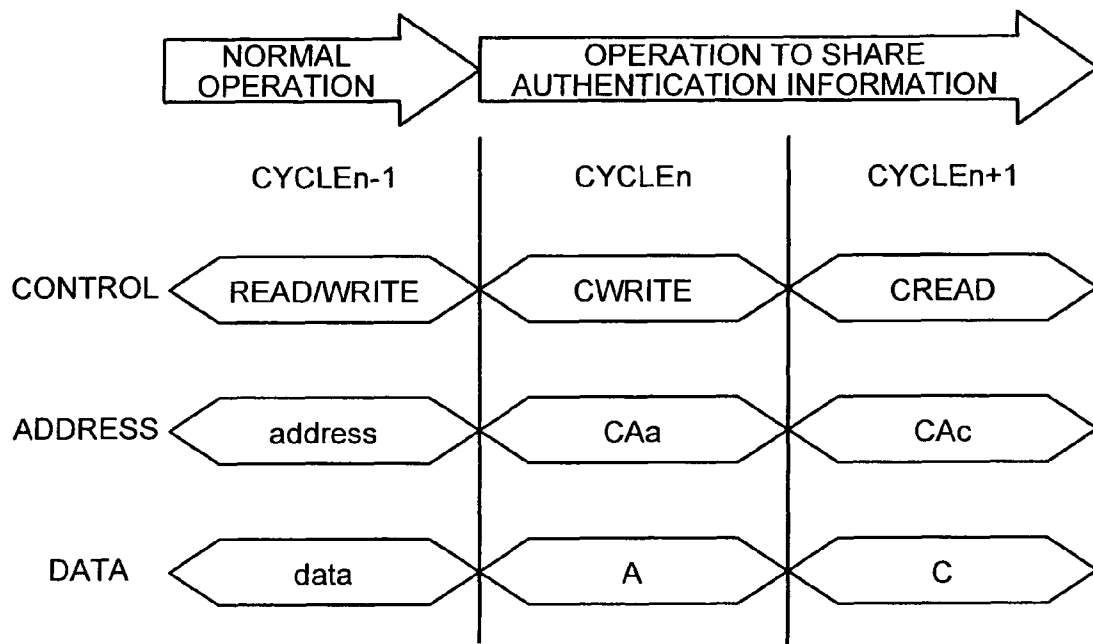 NORMAL
OPERATION
OPERATION TO SHARE
AUTHENTICATION INFORMATION
CYCLEn-1 CYCLEn CYCLEn+1
CONTROL READ/WRITE CWRITE CREAD
ADDRESS address CAa CAc
DATA data A C